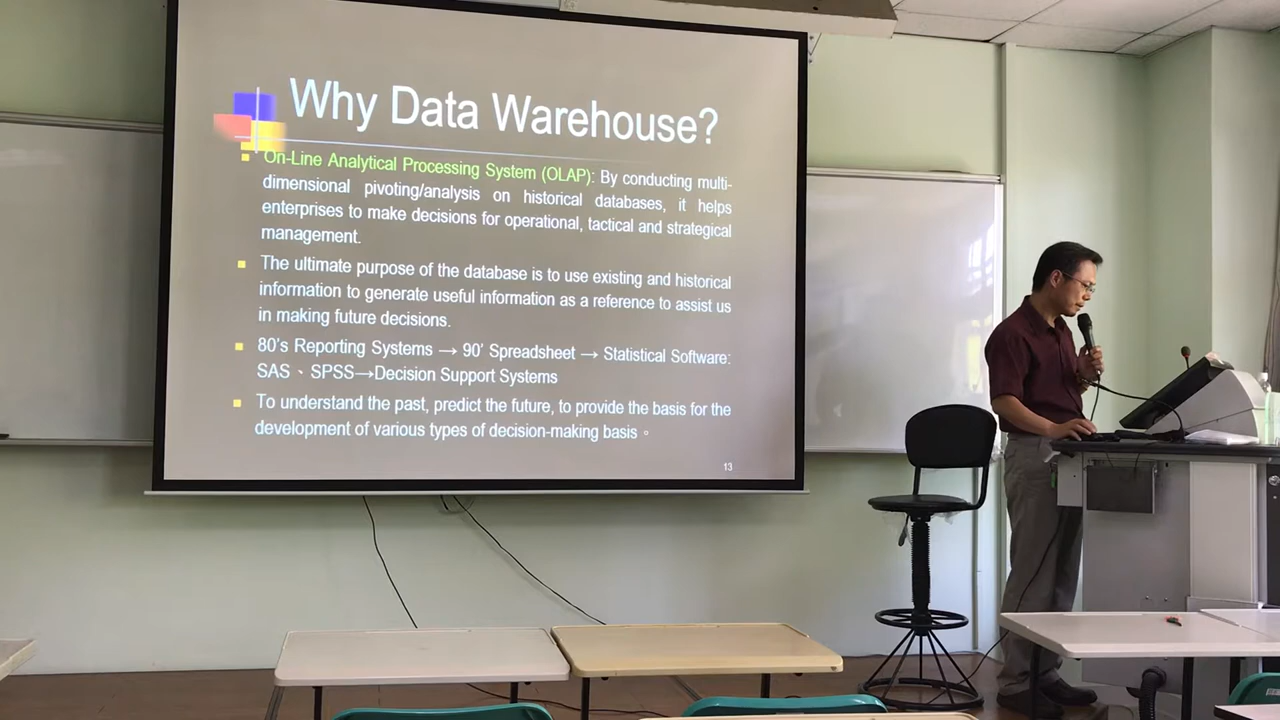 Why Data Warehouse?
On-Line Analytical Processing System (OLAP): By conducting multi-
dimensional pivoting/analysis on historical databases, it helps
enterprises to make decisions for operational, tactical and strategical
management.
The ultimate purpose of the database is to use existing and historical
information to generate useful information as a reference to assist us
in making future decisions.
80's Reporting Systems → 90' Spreadsheet → Statistical Software:
SAS、SPSS→Decision Support Systems
To understand the past, predict the future, to provide the basis for the
development of various types of decision-making basis。
13